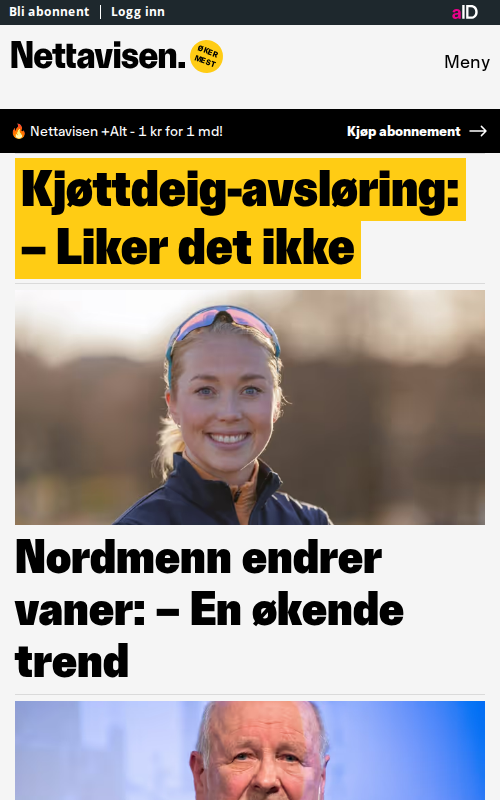 Bli abonnent
Logg inn
aID
Nettavisen.
ØKER
MEST
Meny
🔥 Nettavisen +Alt - 1 kr for 1 md!
Kjøp abonnement →
Kjøttdeig-avsløring:
– Liker det ikke
Nordmenn endrer
vaner: – En økende
trend